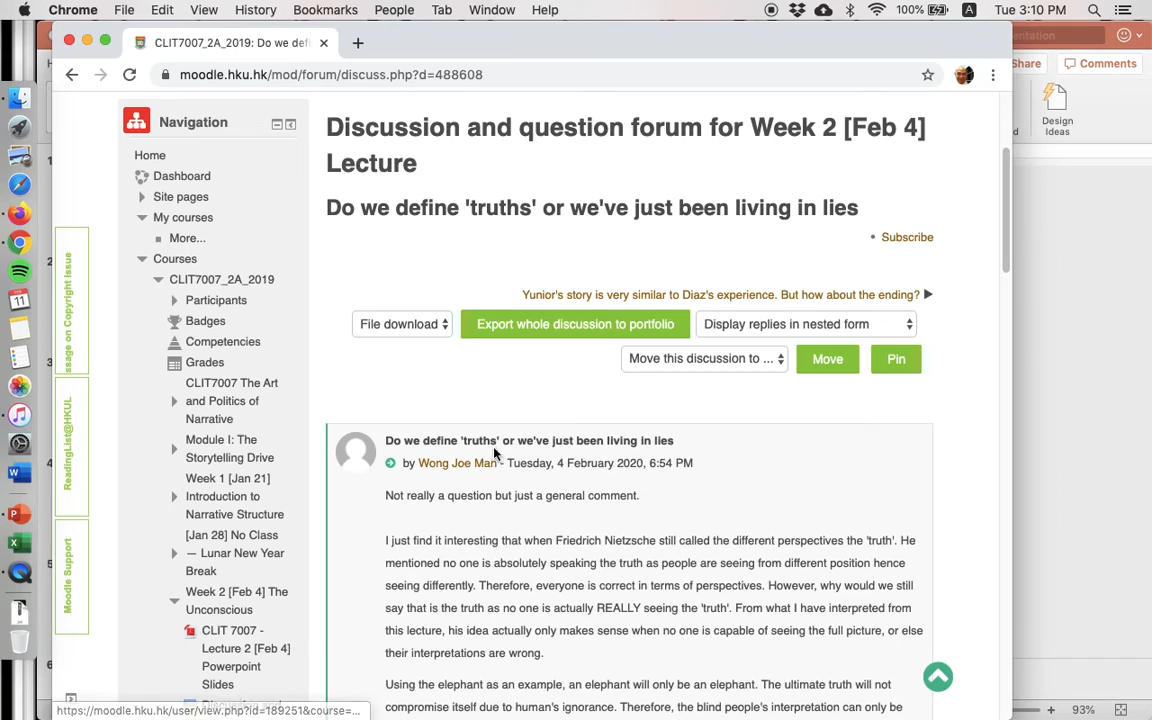 Chrome File Edit View History Bookmarks People Tab Window Help 100% A Tue 3:10 PM
CLIT7007_2A_2019: Do we def
entation
moodle.hku.hk/mod/forum/discuss.php?d=488608
Share Comments
Design
Ideas
Navigation
Home
Dashboard
Site pages
My courses
More...
Courses
CLIT7007_2A_2019
Participants
Badges
Competencies
Grades
CLIT7007 The Art
and Politics of
Narrative
Module I: The
Storytelling Drive
Week 1 [Jan 21]
Introduction to
Narrative Structure
[Jan 28] No Class
— Lunar New Year
Break
Week 2 [Feb 4] The
Unconscious
CLIT 7007 -
Lecture 2 [Feb 4]
Powerpoint
Slides
ssage on Copyright Issue
ReadingList@HKUL
Moodle Support
Discussion and question forum for Week 2 [Feb 4]
Lecture
Do we define 'truths' or we've just been living in lies
Subscribe
Yunior's story is very similar to Diaz's experience. But how about the ending?
File download Export whole discussion to portfolio Display replies in nested form
Move this discussion to ... Move Pin
Do we define 'truths' or we've just been living in lies
by Wong Joe Man - Tuesday, 4 February 2020, 6:54 PM
Not really a question but just a general comment.
I just find it interesting that when Friedrich Nietzsche still called the different perspectives the 'truth'. He
mentioned no one is absolutely speaking the truth as people are seeing from different position hence
seeing differently. Therefore, everyone is correct in terms of perspectives. However, why would we still
say that is the truth as no one is actually REALLY seeing the 'truth'. From what I have interpreted from
this lecture, his idea actually only makes sense when no one is capable of seeing the full picture, or else
their interpretations are wrong.
Using the elephant as an example, an elephant will only be an elephant. The ultimate truth will not
compromise itself due to human's ignorance. Therefore, the blind people's interpretation can only be
https://moodle.hku.hk/user/view.php?id=189251&course=...
93%